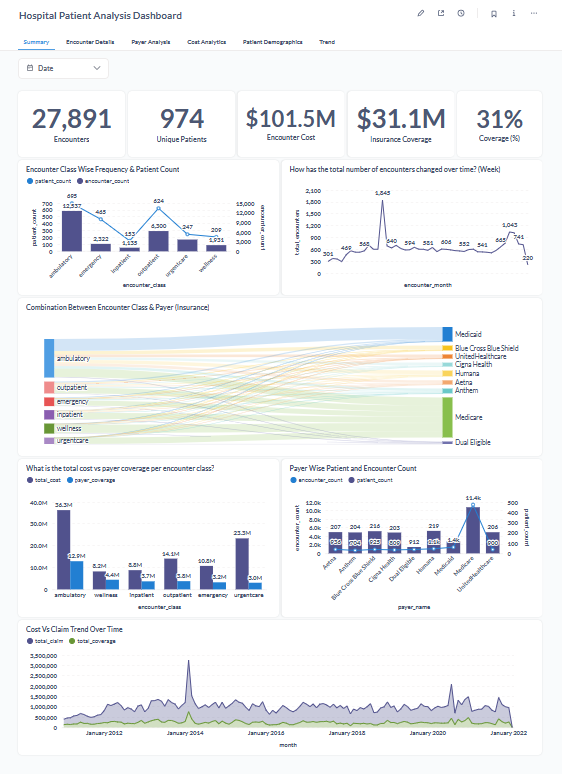 Hospital Patient Analysis Dashboard
Summary Encounter Details Payer Analysis Cost Analytics Patient Demographics Trend
Date
27,891 974 $101.5M $31.1M 31%
Encounters Unique Patients Encounter Cost Insurance Coverage Coverage (%)
Encounter Class Wise Frequency & Patient Count
patient_count encounter_count
patient_count
700
600
500
400
300
200
100
0
15,000
12,000
9,000
6,000
3,000
0
encounter_count
695 465 153 624 247 209
12,537 2,322 1,135 6,300 1,931
ambulatory emergency inpatient outpatient urgentcare wellness
encounter_class
How has the total number of encounters changed over time? (Week)
total_encounters
2,100
1,800
1,500
1,200
900
600
300
0
301 469 568 1,845 640 594 581 606 552 541 665 1,043 741 220
encounter_month
Combination Between Encounter Class & Payer (Insurance)
ambulatory
outpatient
emergency
inpatient
wellness
urgentcare
Medicaid
Blue Cross Blue Shield
UnitedHealthcare
Cigna Health
Humana
Aetna
Anthem
Medicare
Dual Eligible
What is the total cost vs payer coverage per encounter class?
total_cost payer_coverage
40.0M
30.0M
20.0M
10.0M
0
36.3M 12.9M 8.2M 4.4M 8.8M 3.7M 14.1M 3.8M 10.8M 3.2M 23.3M 3.0M
ambulatory wellness inpatient outpatient emergency urgentcare
encounter_class
Payer Wise Patient and Encounter Count
encounter_count patient_count
encounter_count
12.0k
10.0k
8.0k
6.0k
4.0k
2.0k
0
500
400
300
200
100
0
patient_count
207 204 216 203 912 219 1.4k 11.4k 206
Aetna Anthem Blue Cross Blue Shield Cigna Health Dual Eligible Humana Medicaid Medicare UnitedHealthcare
payer_name
Cost Vs Claim Trend Over Time
total_claim total_coverage
3,500,000
3,000,000
2,500,000
2,000,000
1,500,000
1,000,000
500,000
0
January 2012 January 2014 January 2016 January 2018 January 2020 January 2022
month